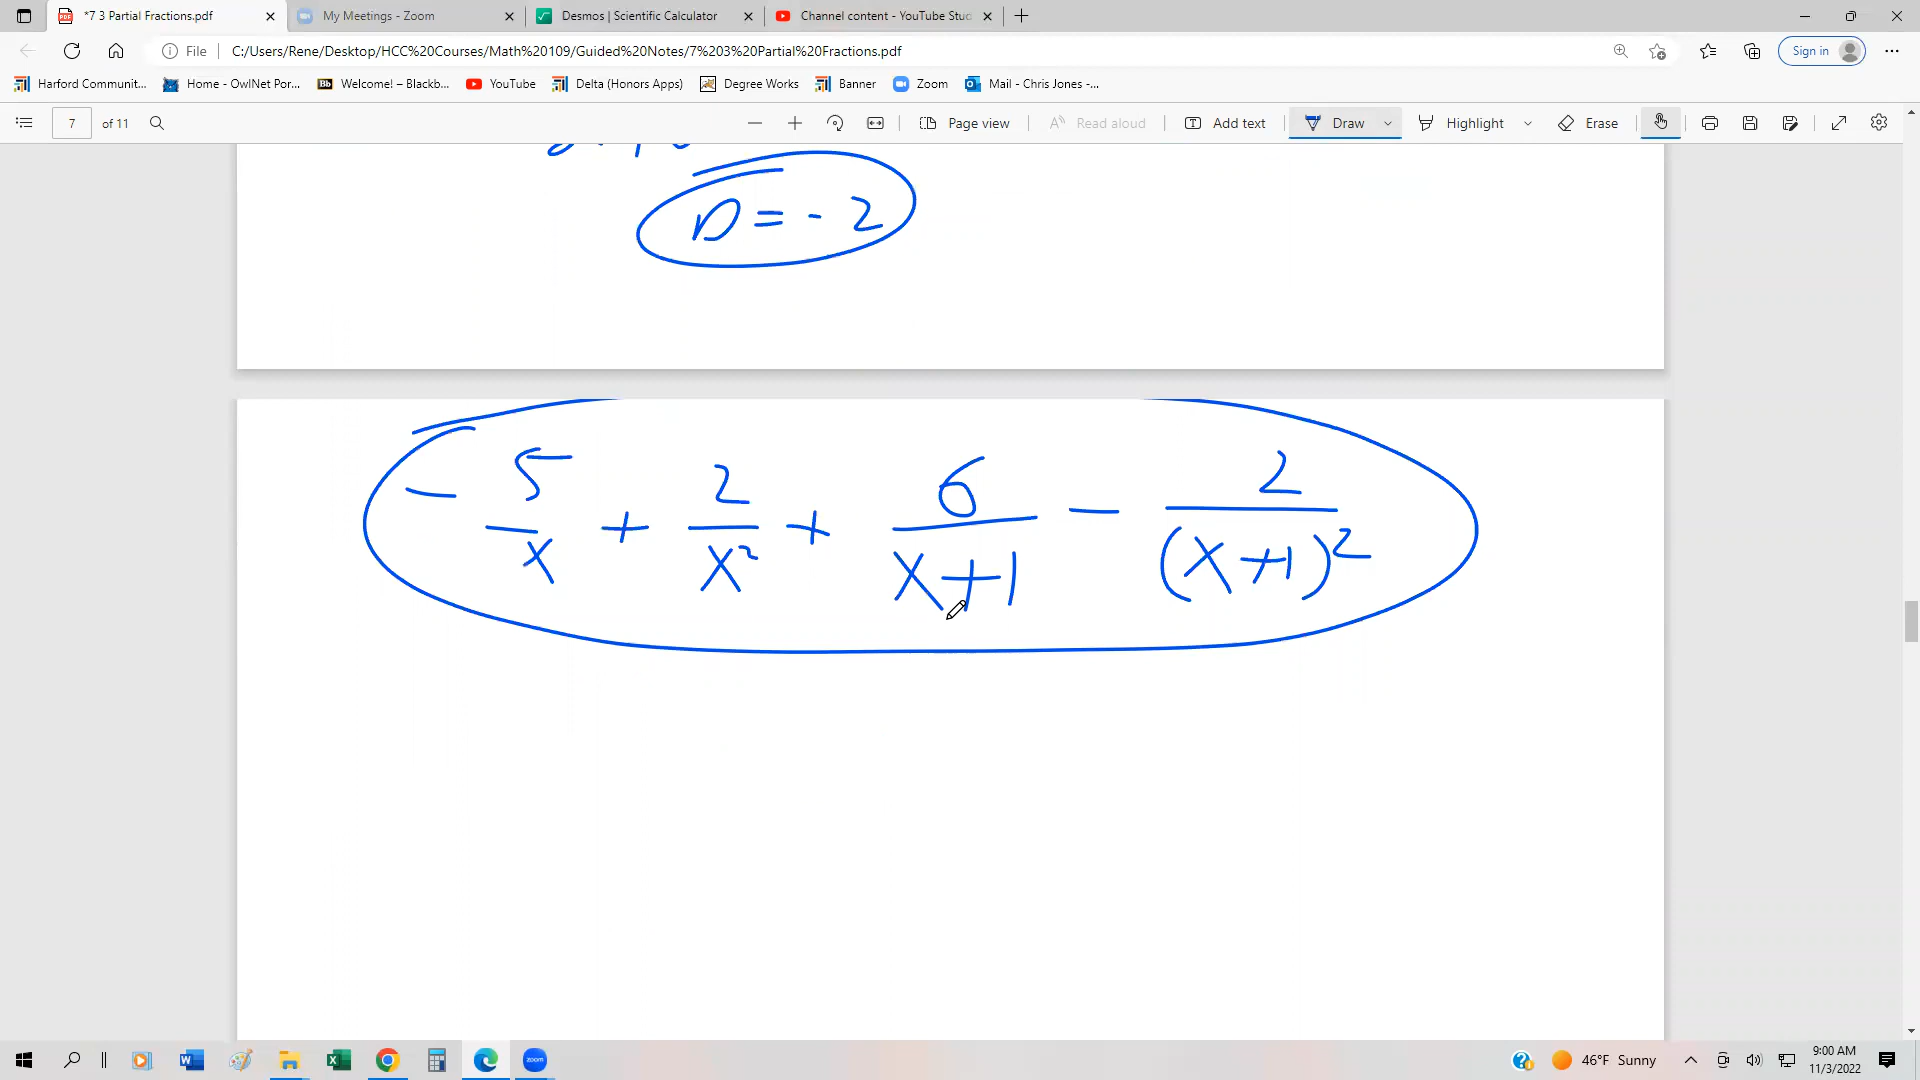 *7 3 Partial Fractions.pdf
My Meetings - Zoom
Desmos | Scientific Calculator
Channel content - YouTube Stud
File
C:/Users/Rene/Desktop/HCC%20Courses/Math%20109/Guided%20Notes/7%203%20Partial%20Fractions.pdf
Sign in
Harford Communit...
Home - OwlNet Por...
Bb Welcome! – Blackb...
YouTube
Delta (Honors Apps)
Degree Works
Banner
Zoom
Mail - Chris Jones -...
7 of 11
Page view
Read aloud
Add text
Draw
Highlight
Erase
D = - 2
- 5/x + 2/x² + 6/(x+1) - 2/(x+1)²
zoom
46°F Sunny
9:00 AM
11/3/2022